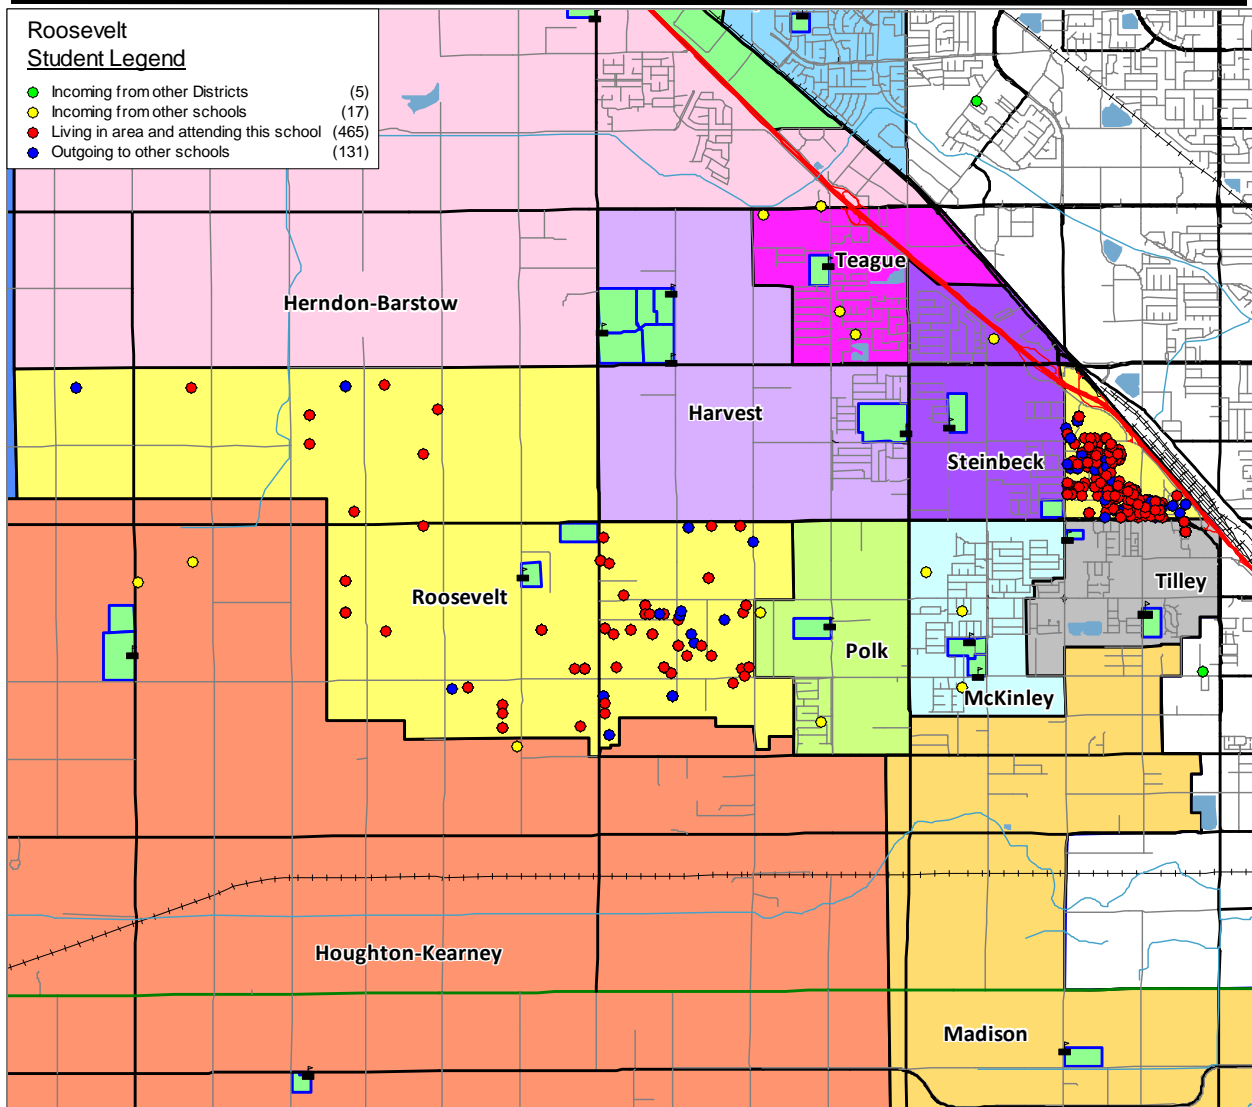 Roosevelt
Student Legend
Incoming from other Districts (5)
Incoming from other schools (17)
Living in area and attending this school (465)
Outgoing to other schools (131)
Teague
Herndon-Barstow
Harvest
Steinbeck
Tilley
Roosevelt
Polk
McKinley
Houghton-Kearney
Madison